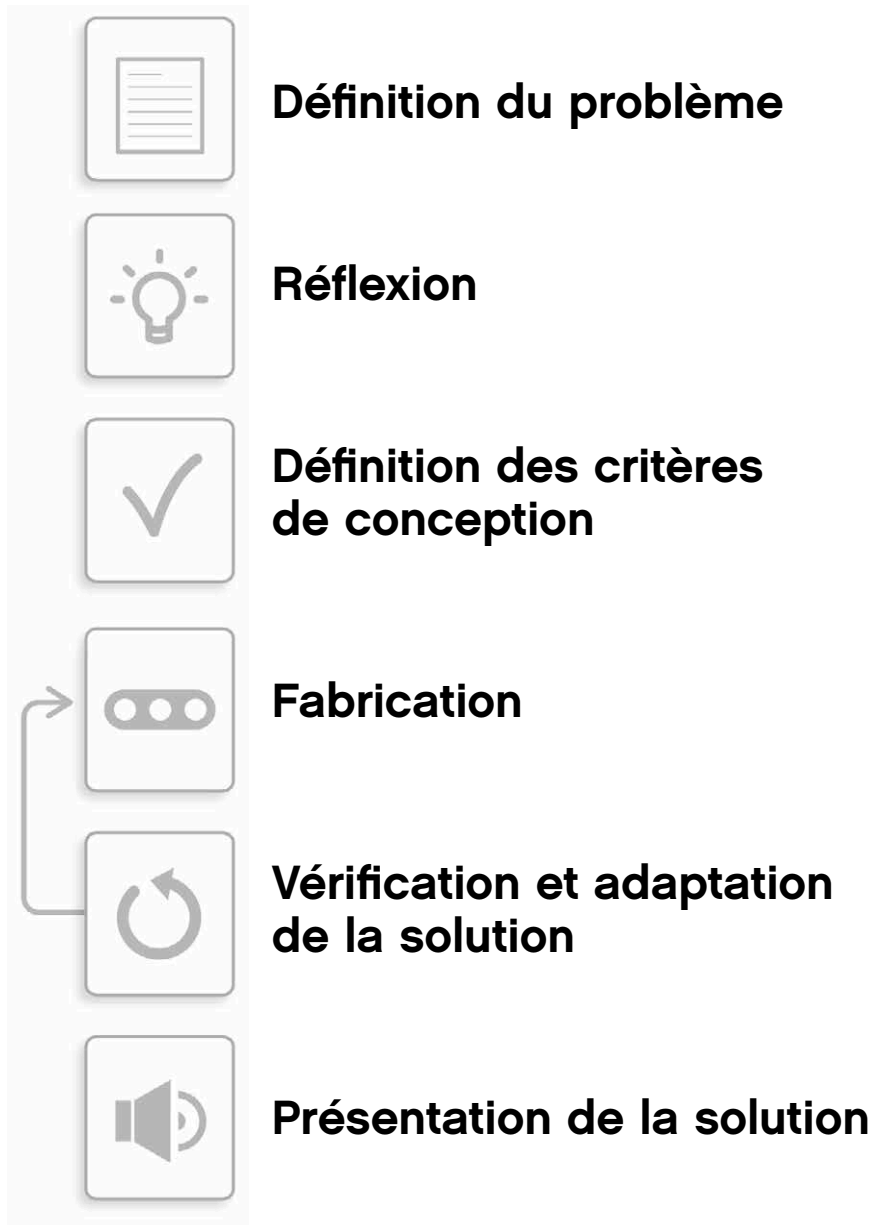 Définition du problème
Réflexion
Définition des critères
de conception
Fabrication
Vérification et adaptation
de la solution
Présentation de la solution